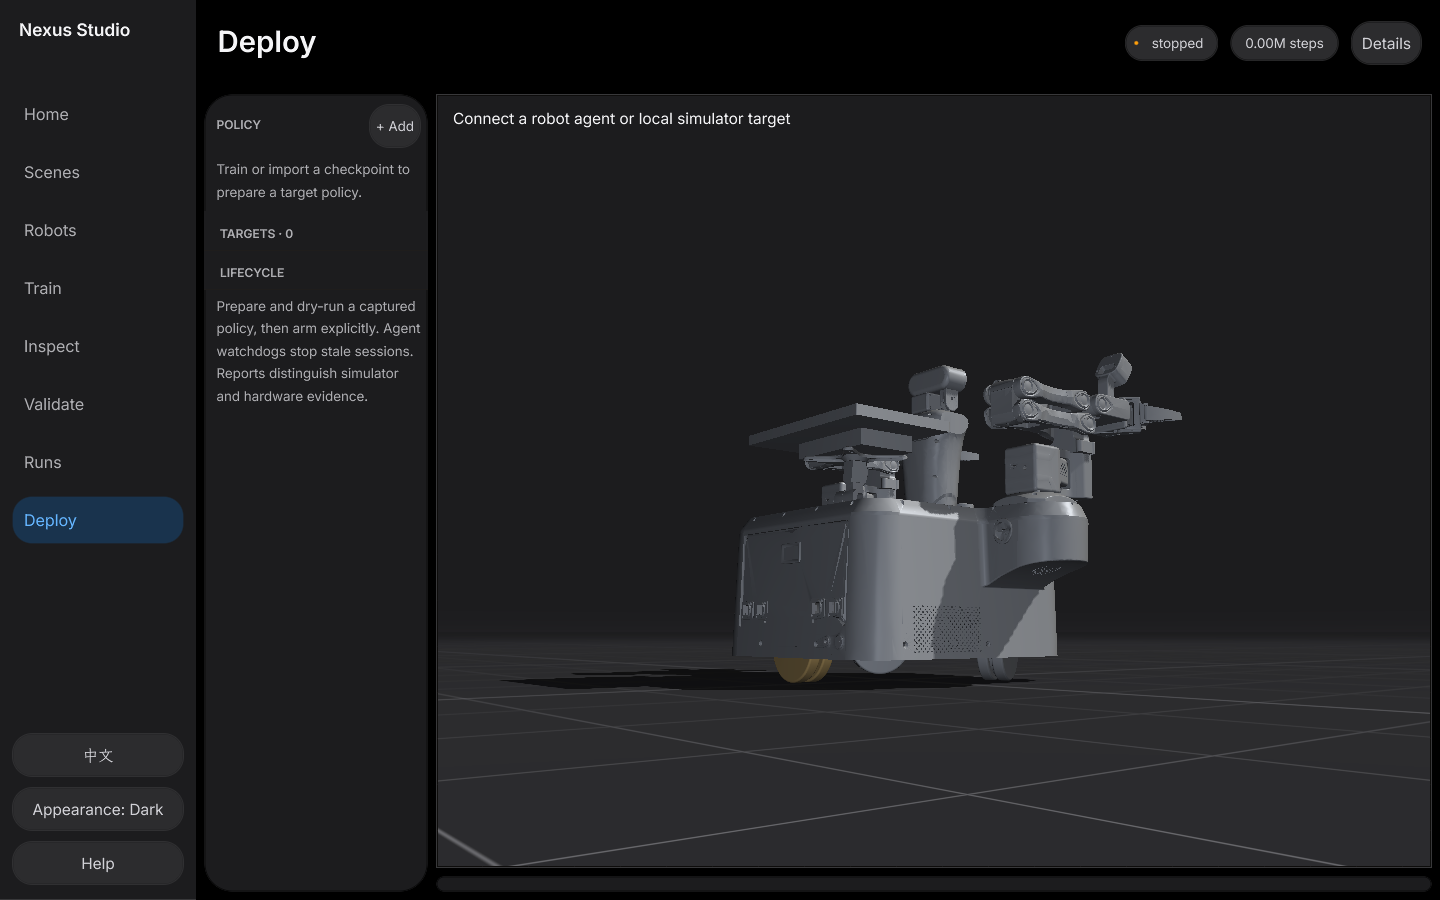 Nexus Studio
Home
Scenes
Robots
Train
Inspect
Validate
Runs
Deploy
中文
Appearance: Dark
Help
Deploy
stopped
0.00M steps
Details
POLICY
+ Add
Train or import a checkpoint to
prepare a target policy.
TARGETS · 0
LIFECYCLE
Prepare and dry-run a captured
policy, then arm explicitly. Agent
watchdogs stop stale sessions.
Reports distinguish simulator
and hardware evidence.
Connect a robot agent or local simulator target